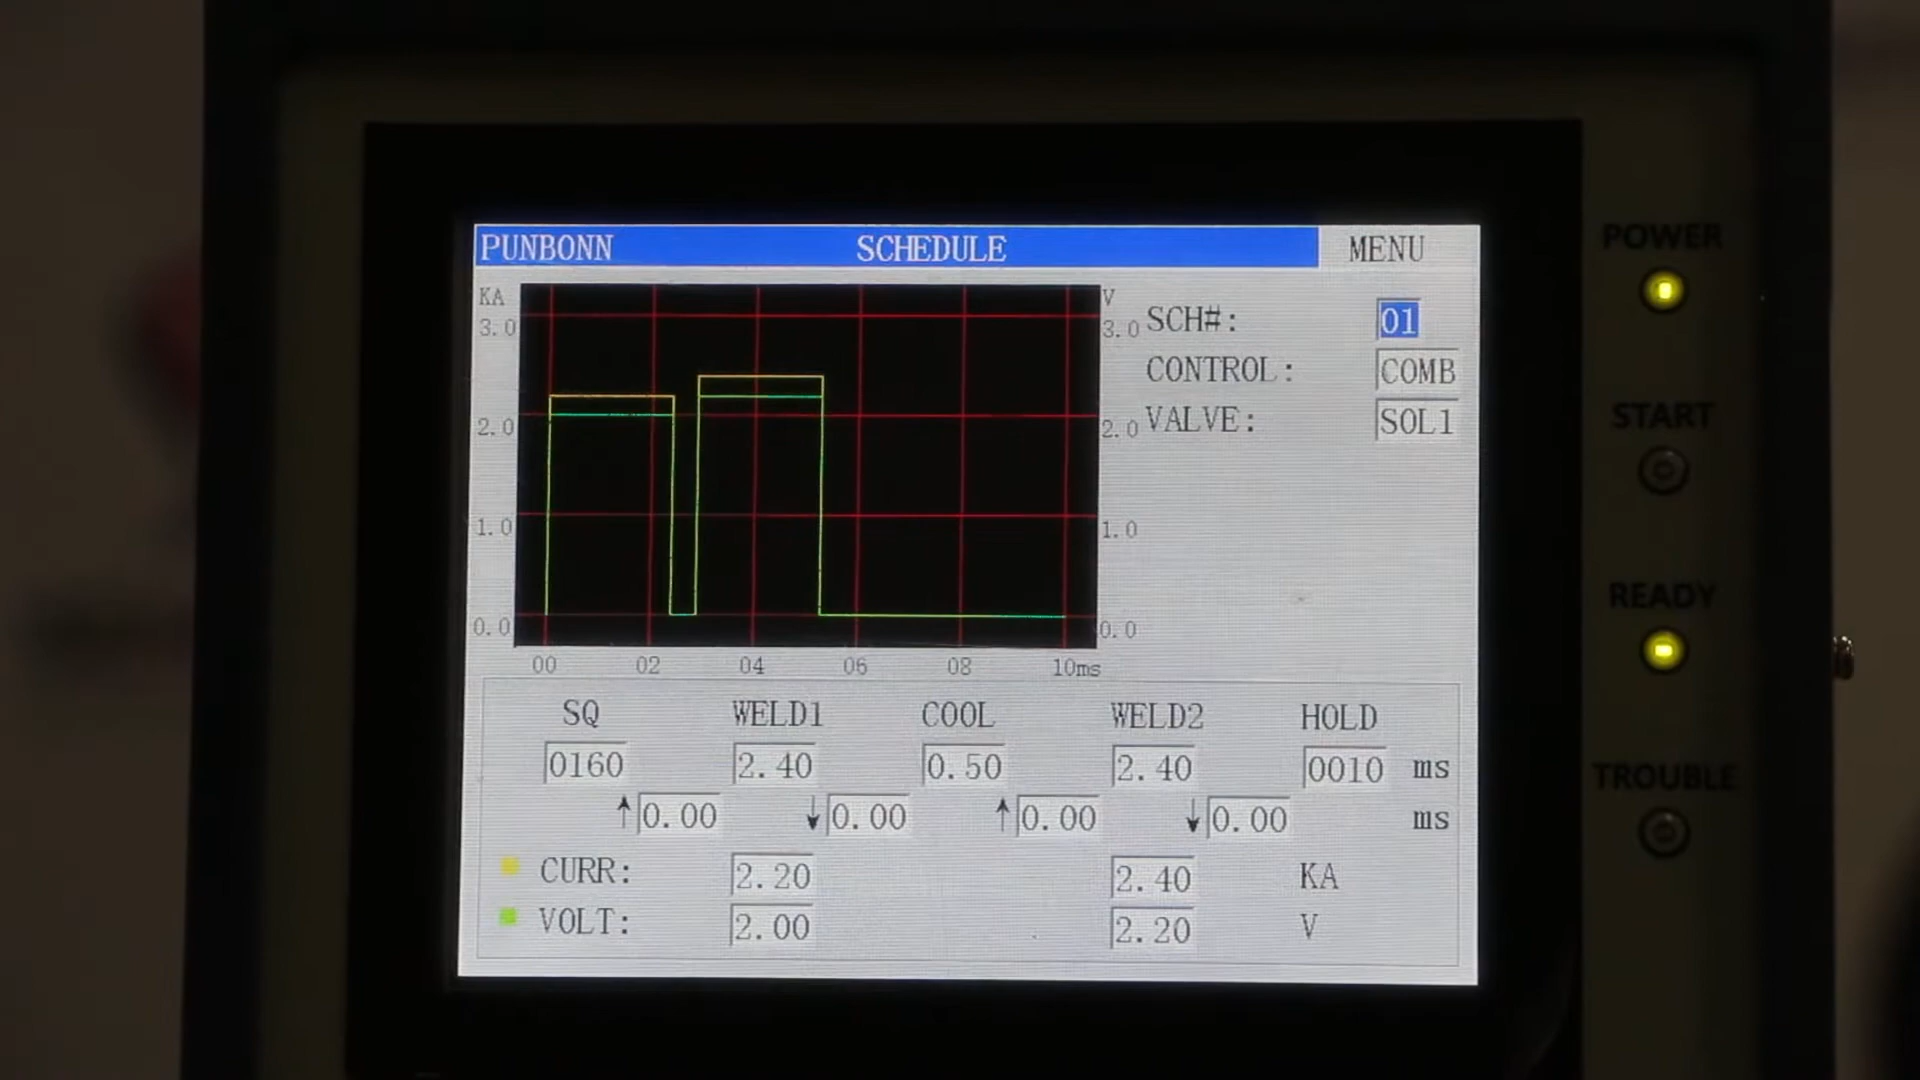 PUNBONN SCHEDULE MENU
KA V
3.0 3.0 SCH#: 01
CONTROL: COMB
2.0 2.0 VALVE: SOL1
1.0 1.0
0.0 0.0
00 02 04 06 08 10ms
SQ WELD1 COOL WELD2 HOLD
0160 2.40 0.50 2.40 0010 ms
↑ 0.00 ↓ 0.00 ↑ 0.00 ↓ 0.00 ms
CURR: 2.20 2.40 KA
VOLT: 2.00 2.20 V
POWER
START
READY
TROUBLE